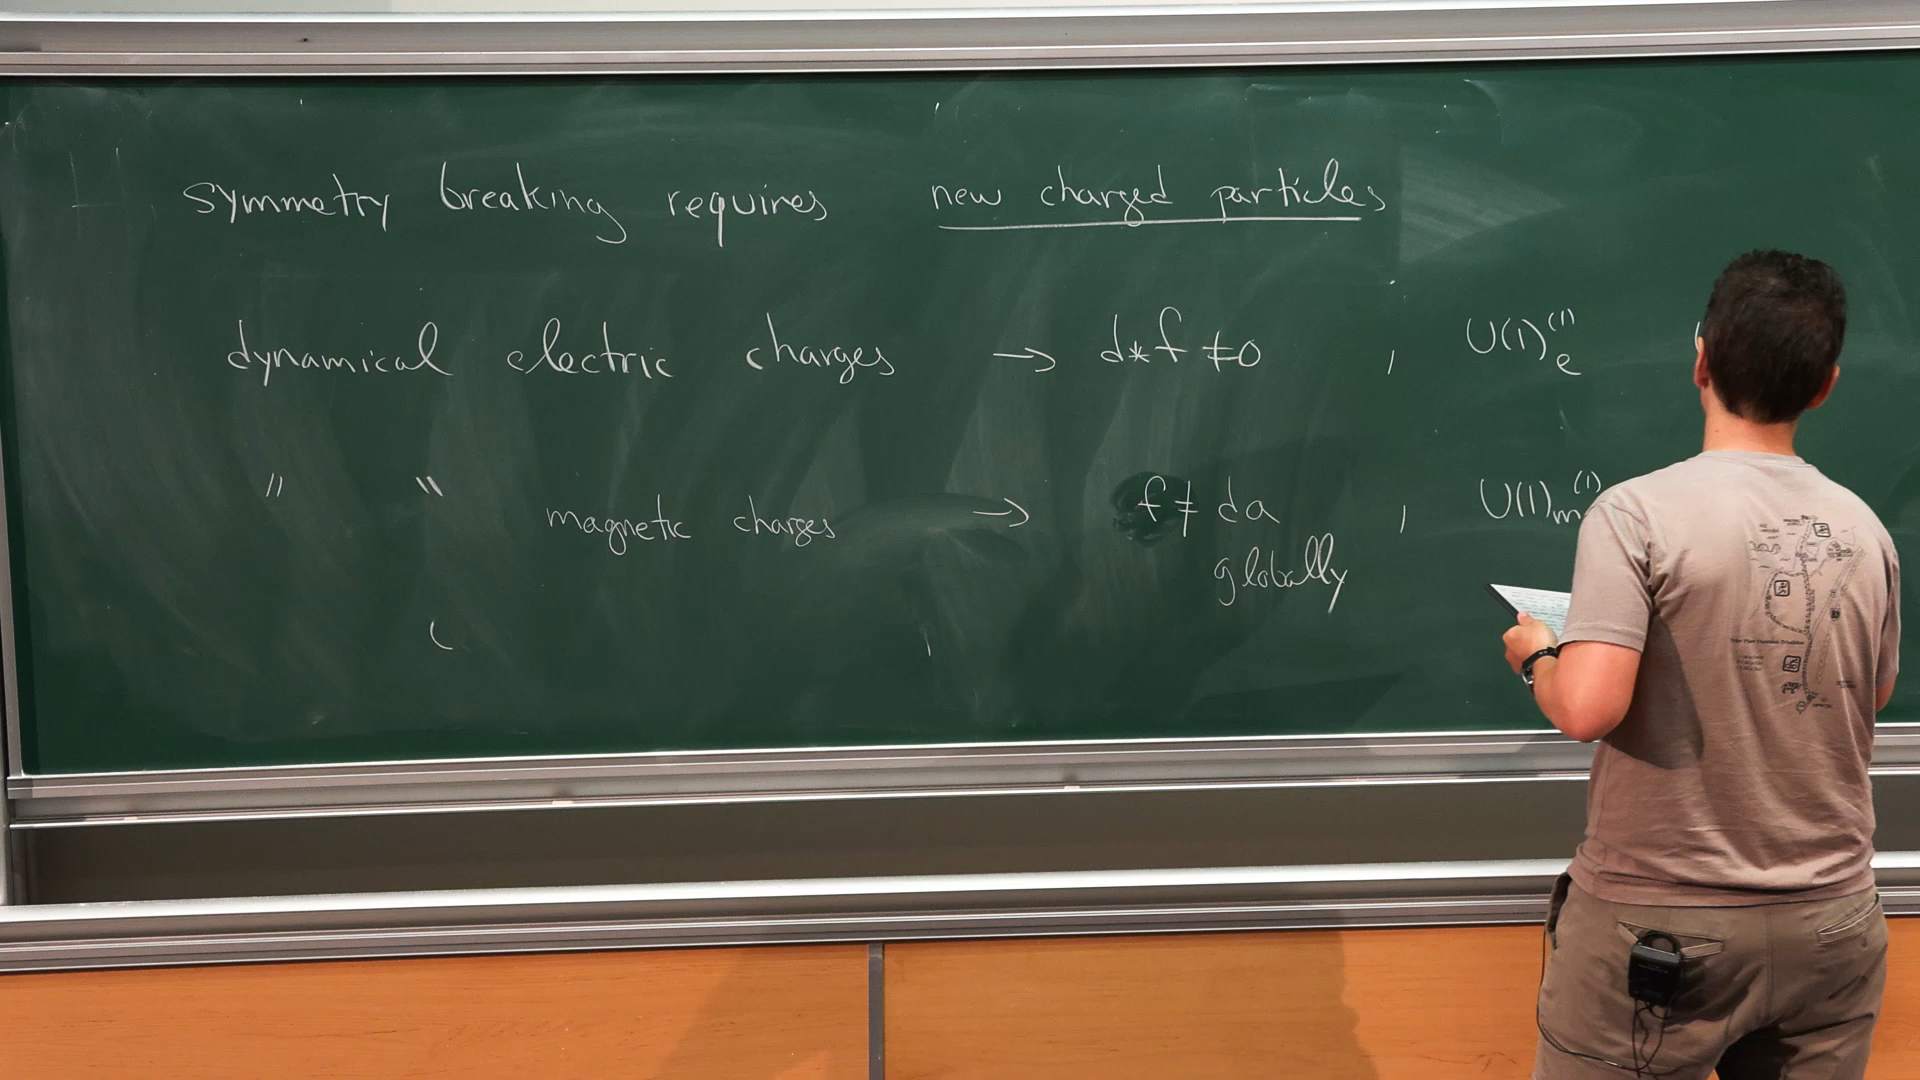 symmetry breaking requires new charged particles
dynamical electric charges → d*f ≠0 , U(1)e^(1)
" " magnetic charges → f ≠ da , U(1)m^(1)
globally